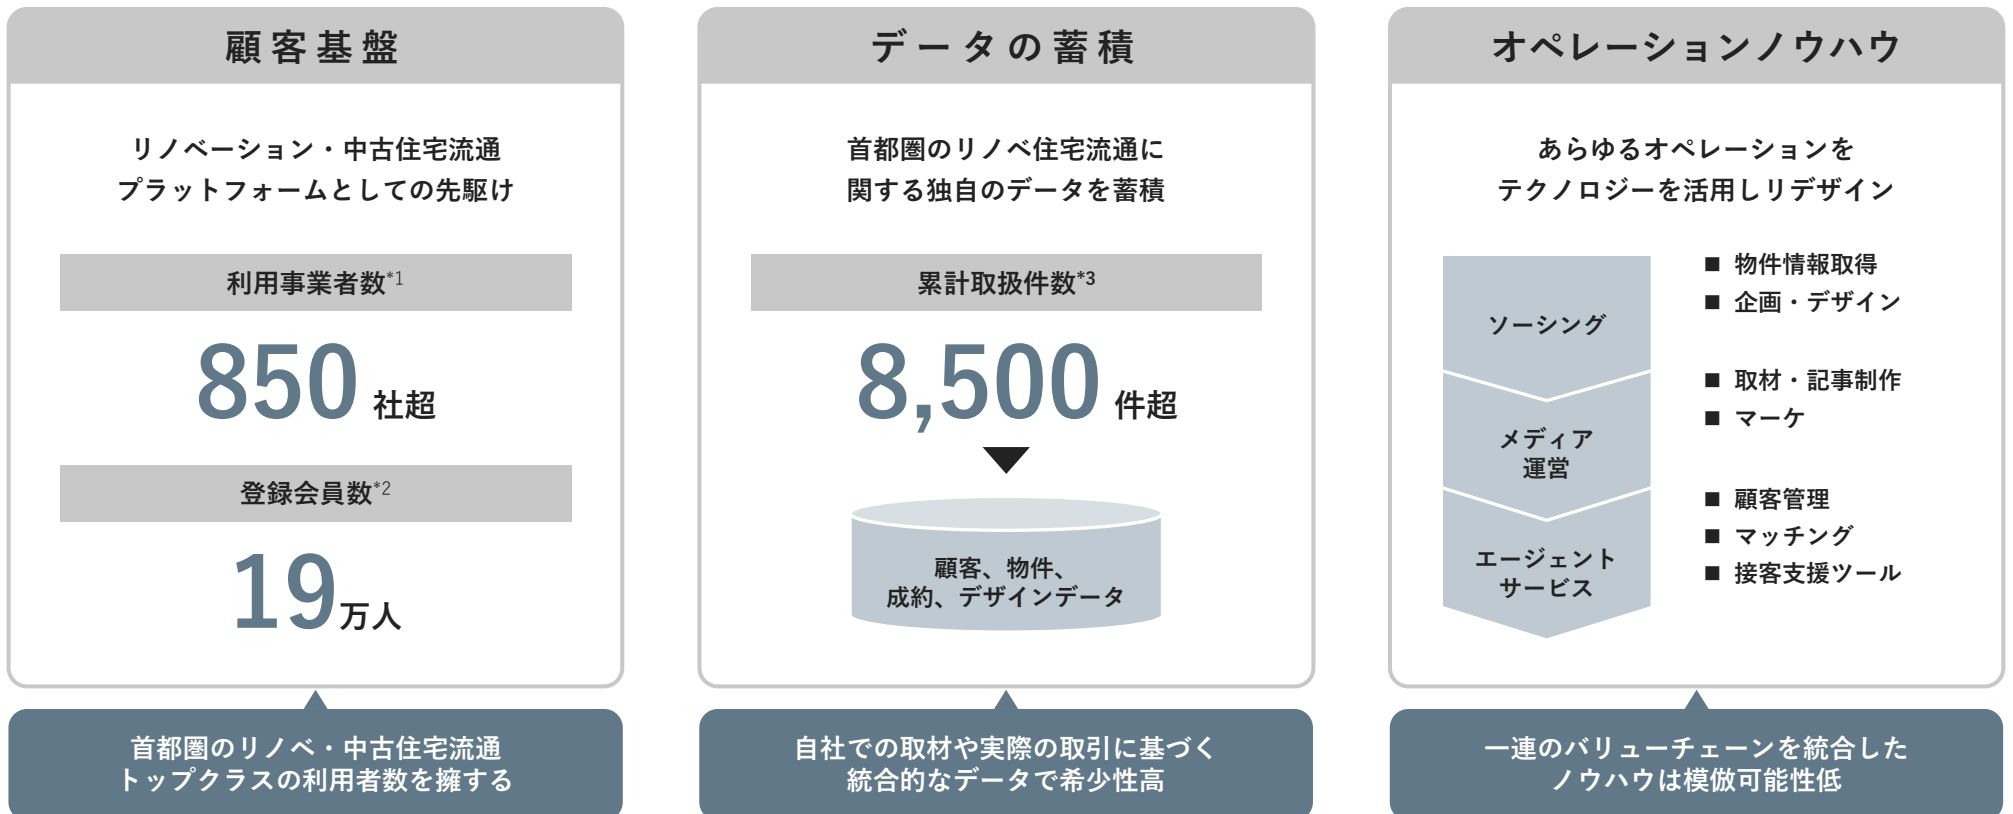 顧客基盤
リノベーション・中古住宅流通
プラットフォームとしての先駆け
利用事業者数*1
850 社超
登録会員数*2
19万人
首都圏のリノベ・中古住宅流通
トップクラスの利用者数を擁する
データの蓄積
首都圏のリノベ住宅流通に
関する独自のデータを蓄積
累計取扱件数*3
8,500 件超
顧客、物件、
成約、デザインデータ
自社での取材や実際の取引に基づく
統合的なデータで希少性高
オペレーションノウハウ
あらゆるオペレーションを
テクノロジーを活用しリデザイン
ソーシング
■ 物件情報取得
■ 企画・デザイン
メディア
運営
■ 取材・記事制作
■ マーケ
エージェント
サービス
■ 顧客管理
■ マッチング
■ 接客支援ツール
一連のバリューチェーンを統合した
ノウハウは模倣可能性低